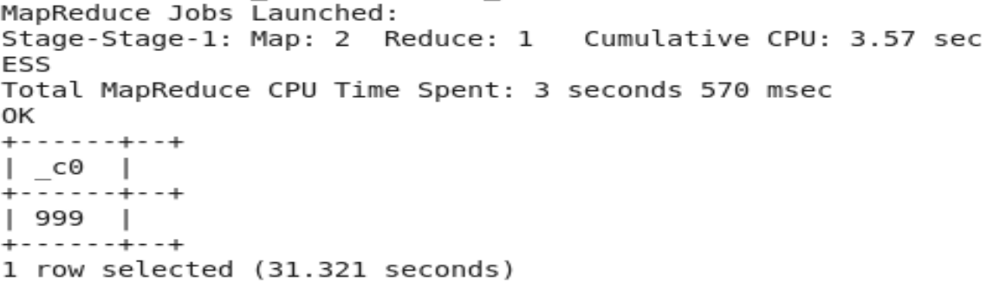 MapReduce Jobs Launched:
Stage-Stage-1: Map: 2  Reduce: 1   Cumulative CPU: 3.57 sec
ESS
Total MapReduce CPU Time Spent: 3 seconds 570 msec
OK
+------+--+
| _c0  |
+------+--+
| 999  |
+------+--+
1 row selected (31.321 seconds)